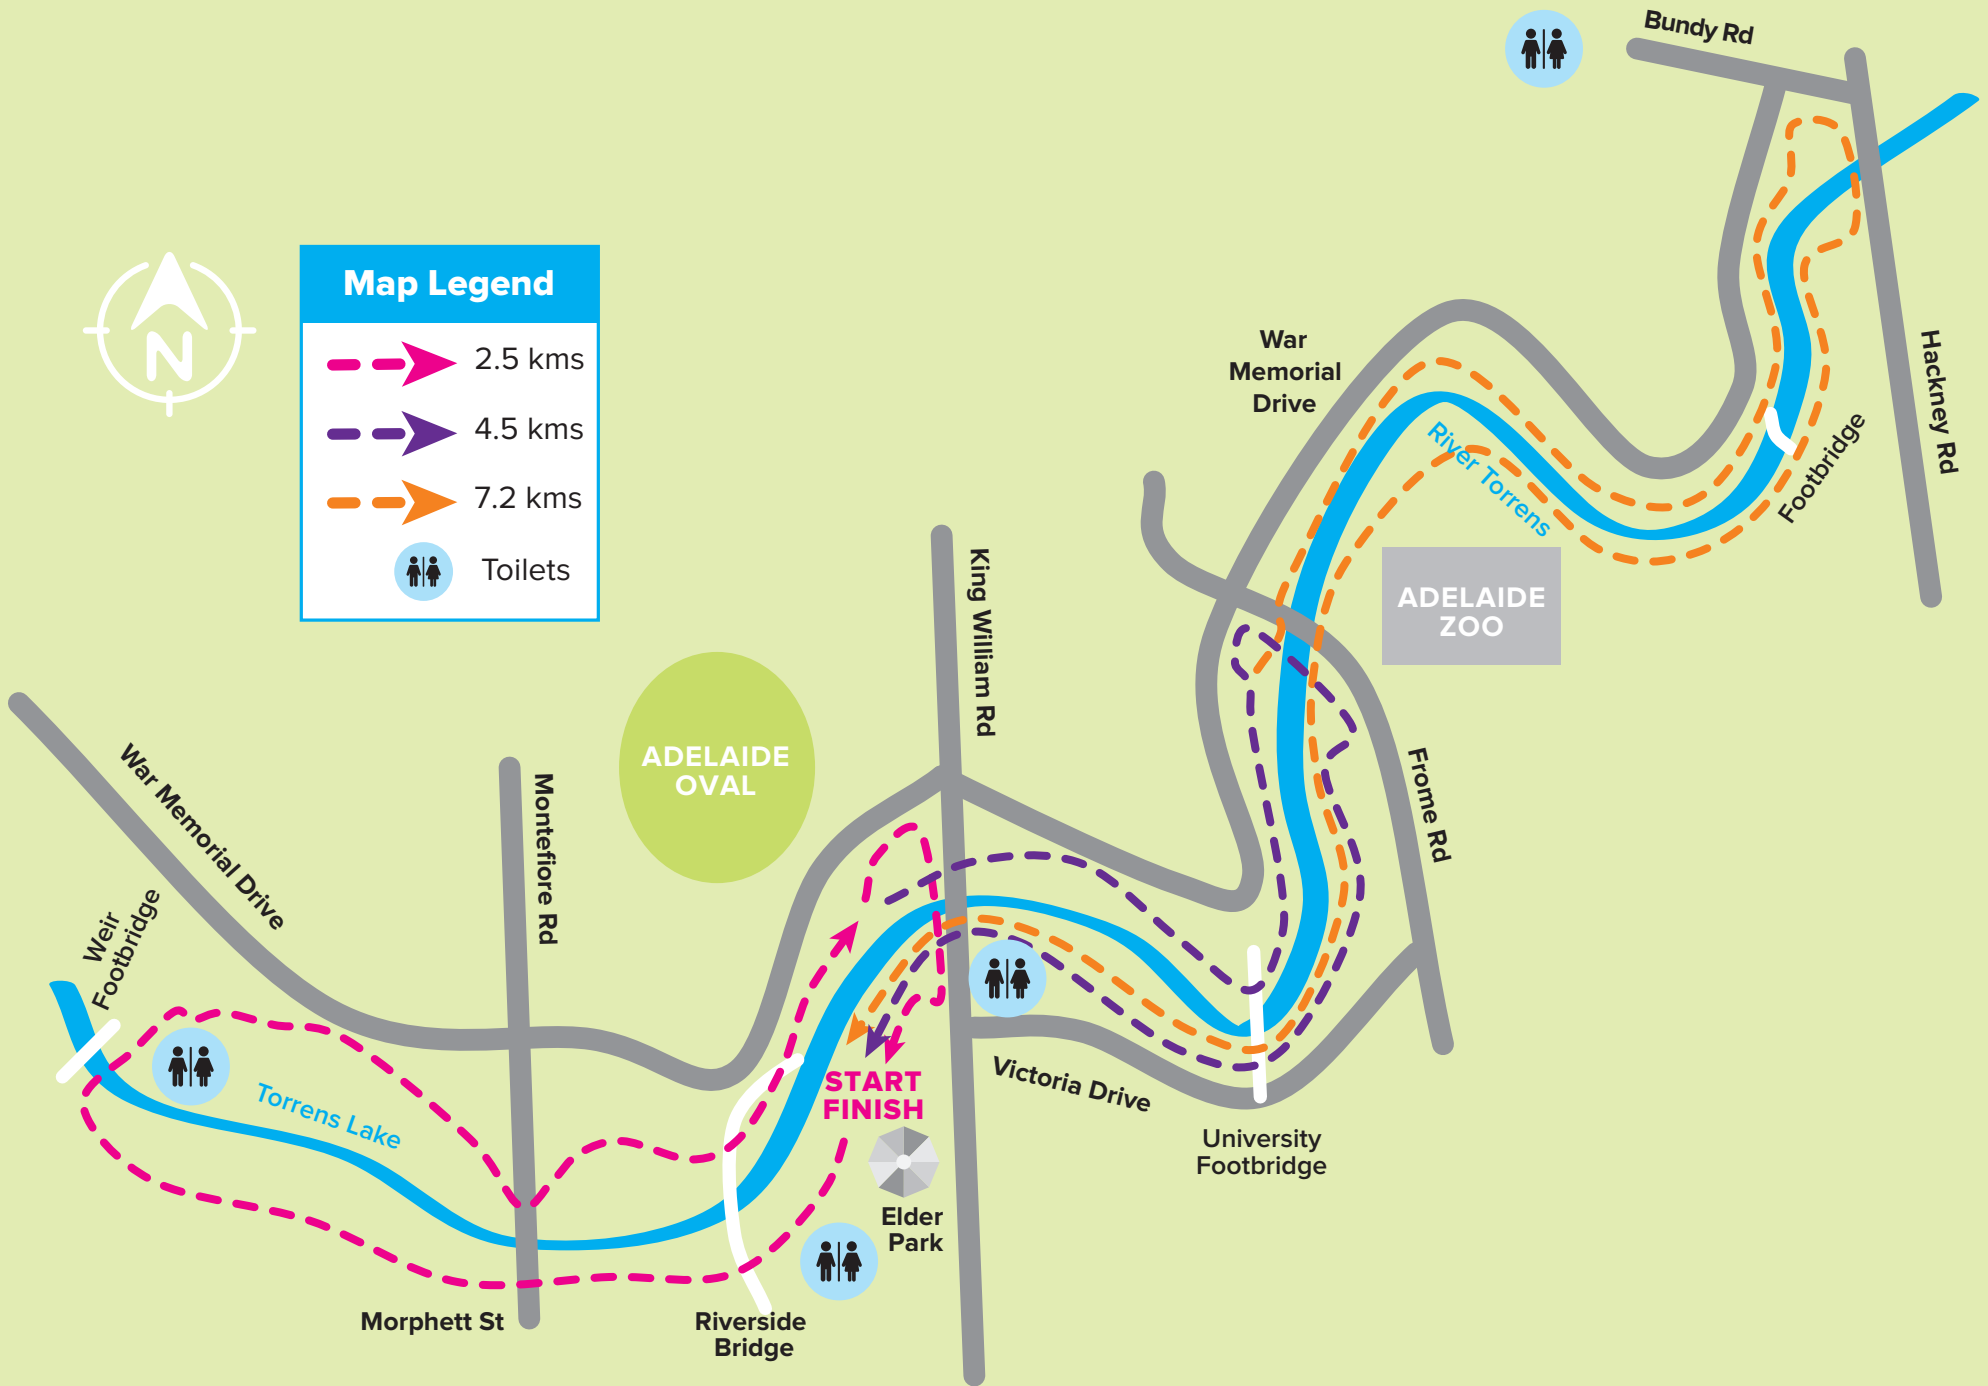 Bundy Rd
Map Legend
2.5 kms
4.5 kms
7.2 kms
Toilets
N
War
Memorial
Drive
River Torrens
Hackney Rd
Footbridge
ADELAIDE
ZOO
King William Rd
ADELAIDE
OVAL
War Memorial Drive
Montefiore Rd
Frome Rd
Weir
Footbridge
Torrens Lake
START
FINISH
Victoria Drive
University
Footbridge
Elder
Park
Morphett St
Riverside
Bridge